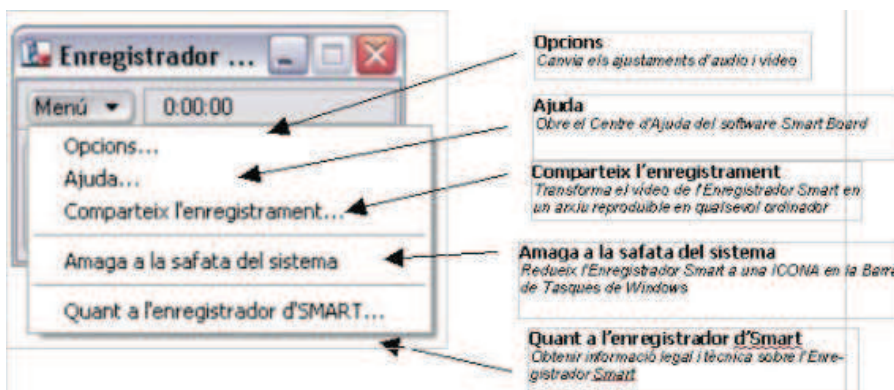 Enregistrador ...
Menú 0:00:00
Opcions...
Ajuda...
Comparteix l'enregistrament...
Amaga a la safata del sistema
Quant a l'enregistrador d'SMART...
Opcions
Canvia els ajustaments d'audio i vídeo
Ajuda
Obre el Centre d'Ajuda del software Smart Board
Comparteix l'enregistrament
Transforma el vídeo de l'Enregistrador Smart en
un arxiu reproduible en qualsevol ordinador
Amaga a la safata del sistema
Redueix l'Enregistrador Smart a una ICONA en la Barra
de Tasques de Windows
Quant a l'enregistrador d'Smart
Obtenir informació legal i tècnica sobre l'Enre-
gistrador Smart